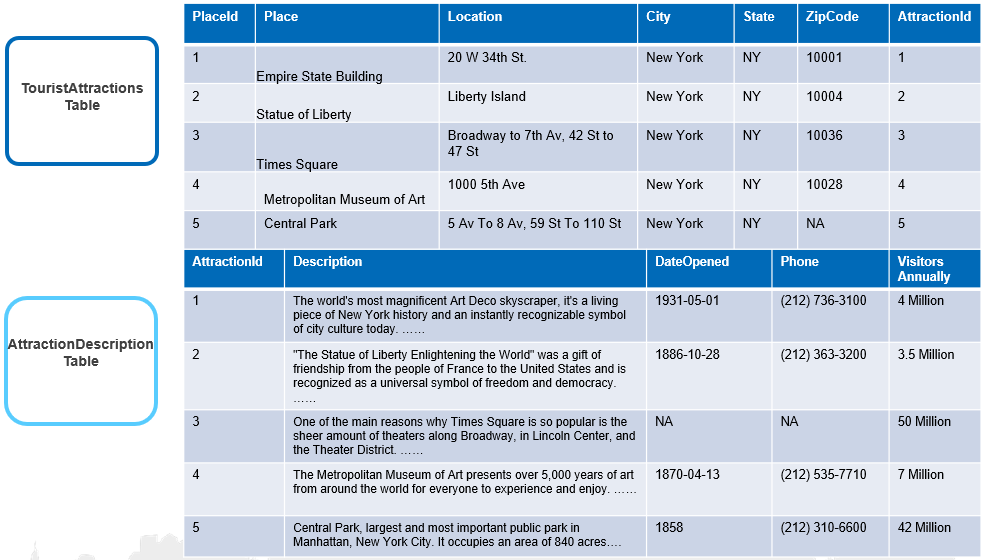 PlaceId Place Location City State ZipCode AttractionId
TouristAttractions
Table
1 Empire State Building 20 W 34th St. New York NY 10001 1
2 Statue of Liberty Liberty Island New York NY 10004 2
3 Times Square Broadway to 7th Av, 42 St to
47 St New York NY 10036 3
4 Metropolitan Museum of Art 1000 5th Ave New York NY 10028 4
5 Central Park 5 Av To 8 Av, 59 St To 110 St New York NY NA 5
AttractionDescription
Table
AttractionId Description DateOpened Phone Visitors
Annually
1 The world's most magnificent Art Deco skyscraper, it's a living 1931-05-01 (212) 736-3100 4 Million
piece of New York history and an instantly recognizable symbol
of city culture today. ……
2 "The Statue of Liberty Enlightening the World" was a gift of 1886-10-28 (212) 363-3200 3.5 Million
friendship from the people of France to the United States and is
recognized as a universal symbol of freedom and democracy.
……
3 One of the main reasons why Times Square is so popular is the NA NA 50 Million
sheer amount of theaters along Broadway, in Lincoln Center, and
the Theater District. ……
4 The Metropolitan Museum of Art presents over 5,000 years of art 1870-04-13 (212) 535-7710 7 Million
from around the world for everyone to experience and enjoy. ……
5 Central Park, largest and most important public park in 1858 (212) 310-6600 42 Million
Manhattan, New York City. It occupies an area of 840 acres.…